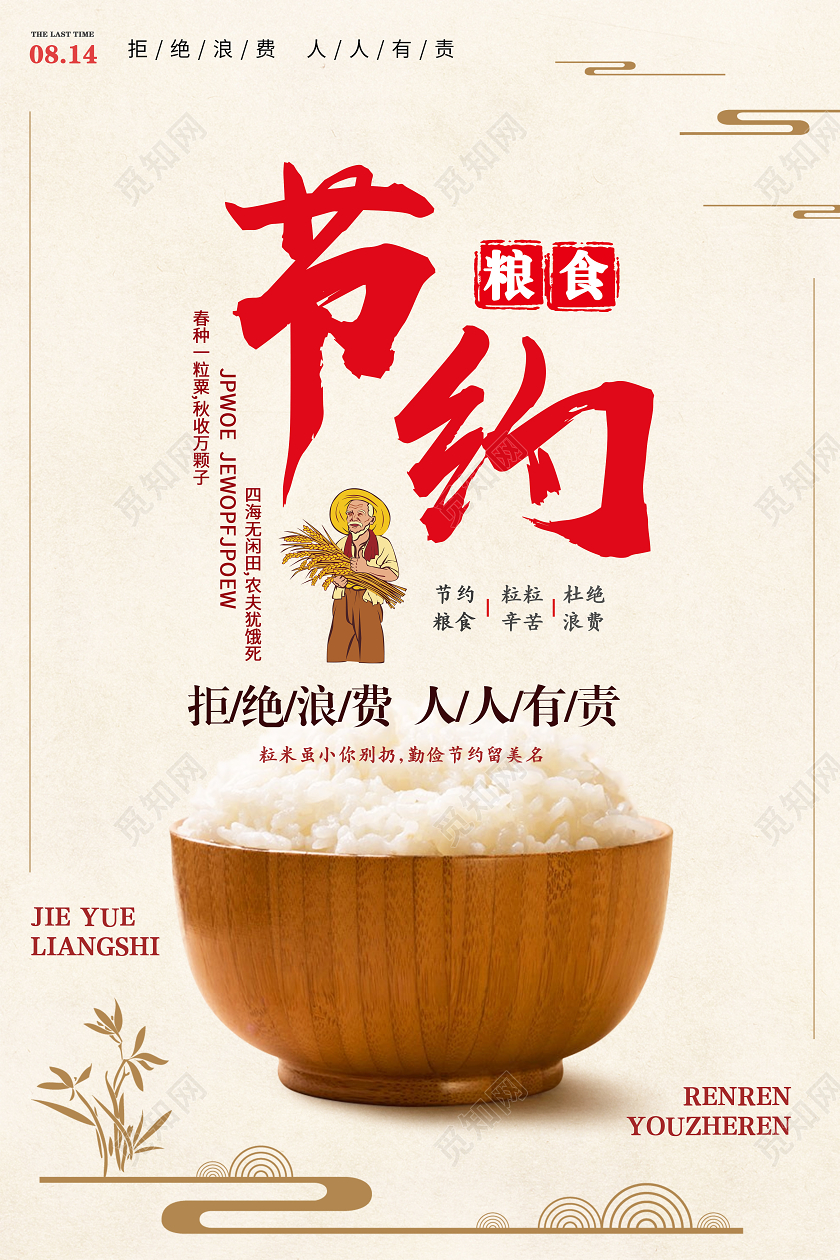 THE LAST TIME
08.14
拒/绝/浪/费 人/人/有/责
节约
粮食
春种一粒粟,秋收万颗子
JPWOE JEWOPFJPOEW
四海无闲田,农夫犹饿死
节约 | 粒粒 | 杜绝
粮食 | 辛苦 | 浪费
拒/绝/浪/费 人/人/有/责
粒米虽小你别扔,勤俭节约留美名
JIE YUE
LIANGSHI
RENREN
YOUZHEREN
觅知网